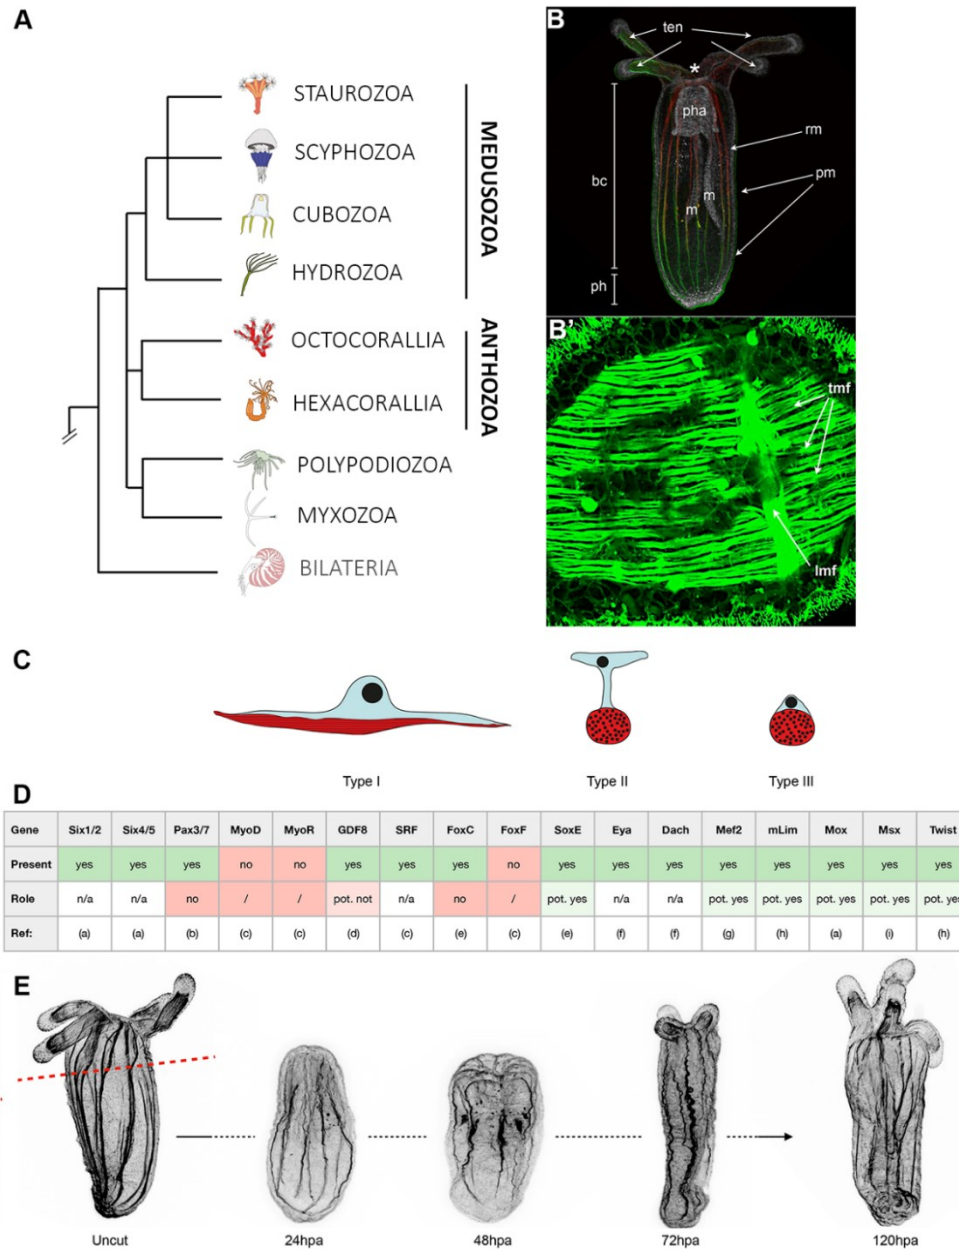 A
STAUROZOA
SCYPHOZOA
CUBOZOA
HYDROZOA
MEDUSOZOA
OCTOCORALLIA
HEXACORALLIA
ANTHOZOA
POLYPODIOZOA
MYXOZOA
BILATERIA
B
ten
*
pha
rm
bc
pm
m
m
ph
B'
tmf
lmf
C
Type I Type II Type III
D
Gene Six1/2 Six4/5 Pax3/7 MyoD MyoR GDF8 SRF FoxC FoxF SoxE Eya Dach Mef2 mLim Mox Msx Twist
Present yes yes yes no no yes yes yes no yes yes yes yes yes yes yes yes
Role n/a n/a no / / pot. not n/a no / pot. yes n/a n/a pot. yes pot. yes pot. yes pot. yes pot. yes
Ref: (a) (a) (b) (c) (c) (d) (c) (e) (c) (e) (f) (f) (g) (h) (a) (i) (h)
E
Uncut 24hpa 48hpa 72hpa 120hpa